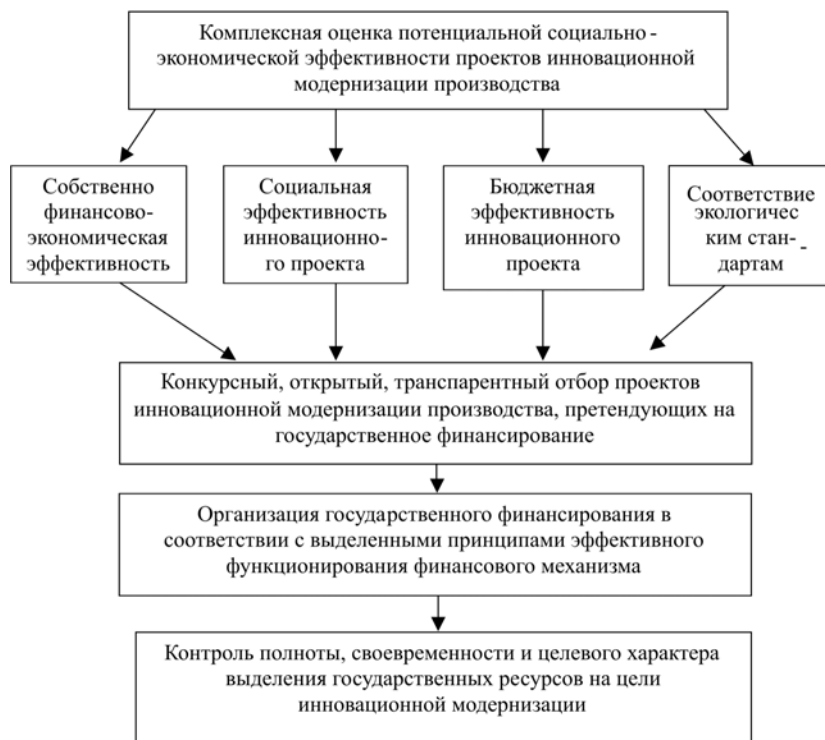 Комплексная оценка потенциальной социально -
экономической эффективности проектов инновационной
модернизации производства
Собственно
финансово-
экономическая
эффективность
Социальная
эффективность
инновационно-
го проекта
Бюджетная
эффективность
инновационного
проекта
Соответствие
экологичес
ким стан-
дартам -
Конкурсный, открытый, транспарентный отбор проектов
инновационной модернизации производства, претендующих на
государственное финансирование
Организация государственного финансирования в
соответствии с выделенными принципами эффективного
функционирования финансового механизма
Контроль полноты, своевременности и целевого характера
выделения государственных ресурсов на цели
инновационной модернизации